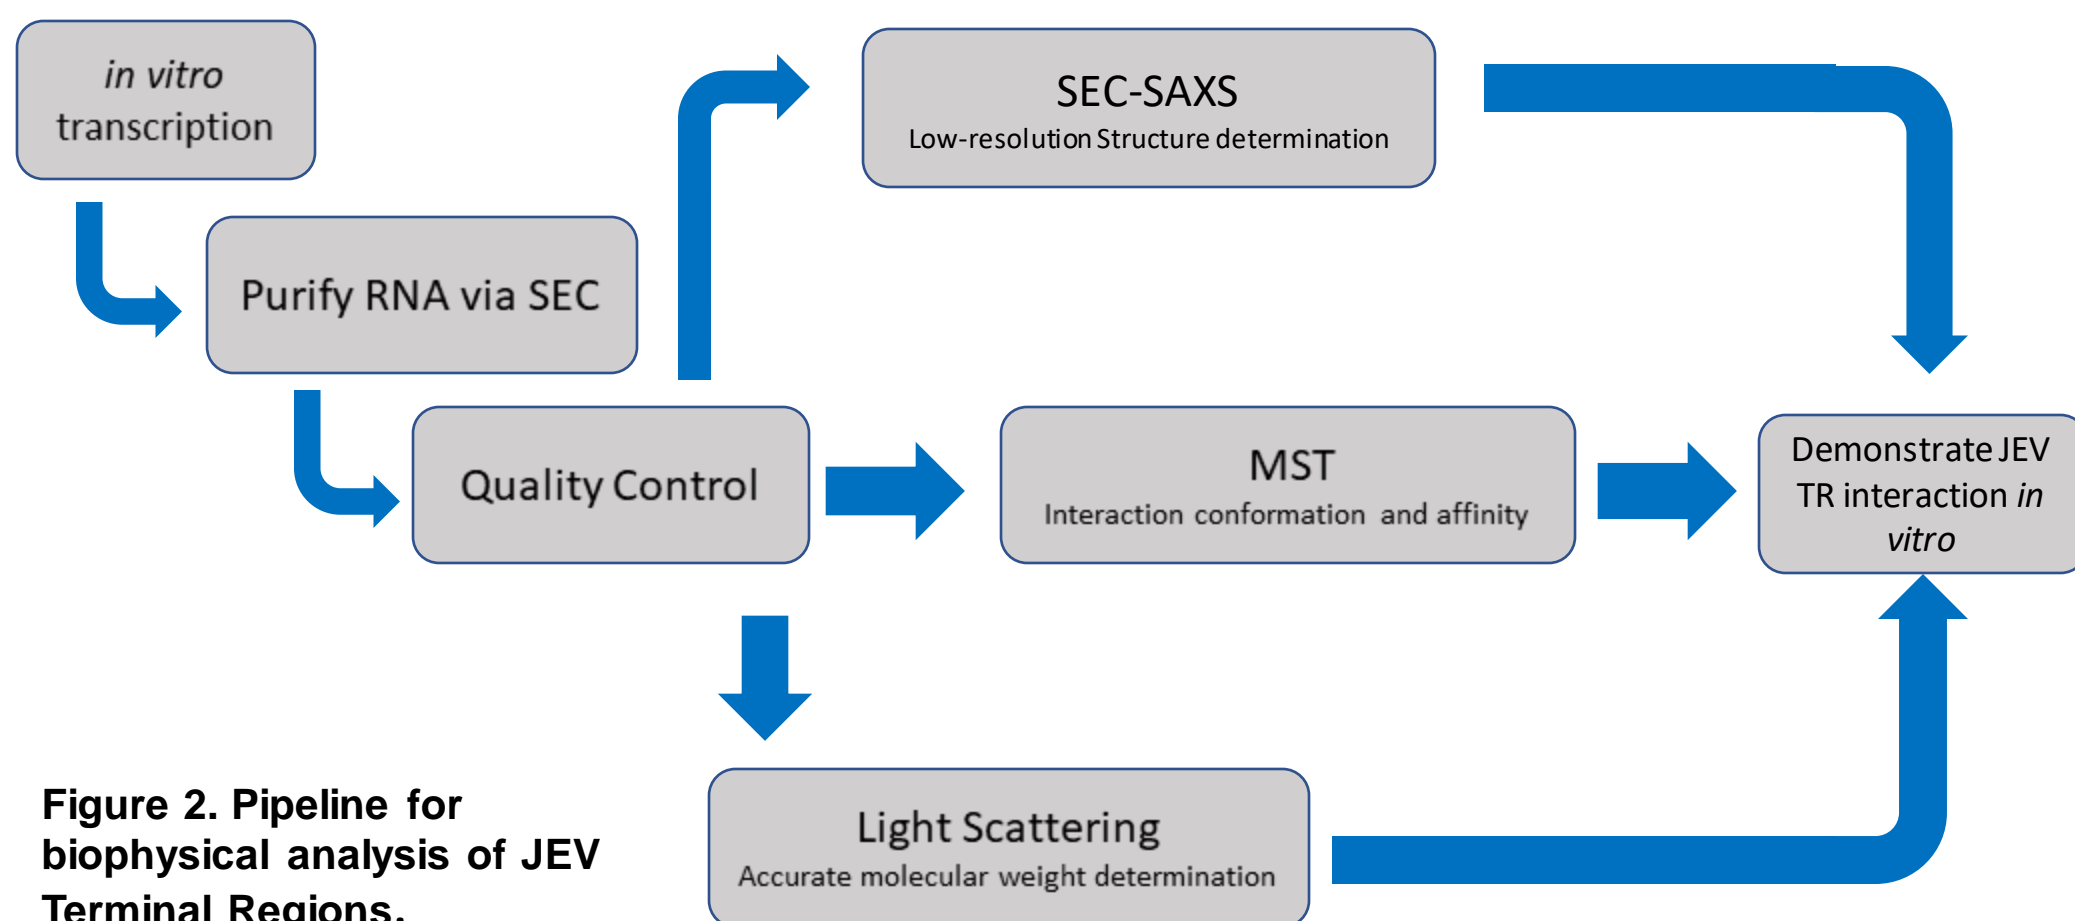 in vitro
transcription
Purify RNA via SEC
Quality Control
SEC-SAXS
Low-resolution Structure determination
MST
Interaction conformation and affinity
Light Scattering
Accurate molecular weight determination
Demonstrate JEV
TR interaction in
vitro
Figure 2. Pipeline for
biophysical analysis of JEV
Terminal Regions.